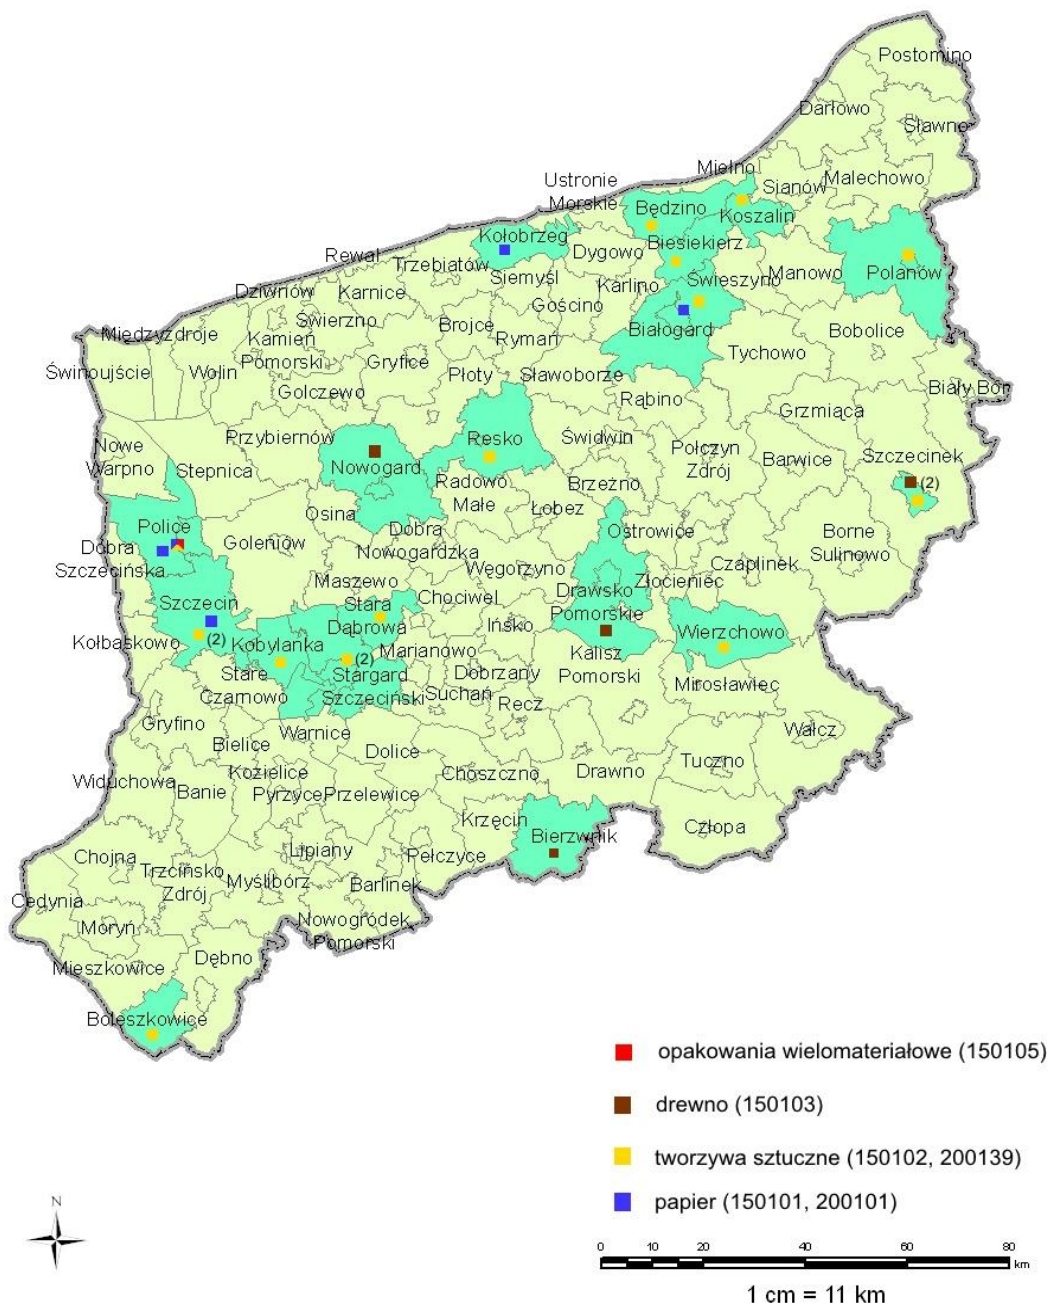 Postomino
Darłowo
Sławno
Mielno
Ustronie
Morskie
Sianów
Malechowo
Będzino
Koszalin
Kołobrzeg
Rewal
Trzebiatów
Dygowo
Biesiekierz
Manowo
Polanów
Siemyśl
Karlino
Świeszyno
Dziwnów
Karnice
Gościno
Świerzno
Brojce
Rymań
Białogard
Bobolice
Międzyzdroje
Kamień
Pomorski
Gryfice
Tychowo
Świnoujście
Wolin
Płoty
Sławoborze
Biały Bór
Golczewo
Rąbino
Grzmiąca
Nowe
Warpno
Przybiernów
Resko
Świdwin
Połczyn
Zdrój
Barwice
Szczecinek
Stepnica
Nowogard
Radowo
Małe
Brzeżno
(2)
Osina
Łobez
Police
Dobra
Nowogardzka
Ostrowice
Borne
Sulinowo
Dobra
Szczecińska
Goleniów
Węgorzyno
Czaplinek
Maszewo
Złocieniec
Chociwel
Drawsko
Pomorskie
Szczecin
Stara
Dąbrowa
Ińsko
Wierzchowo
Kołbaskowo
(2)
Kobylanka
Marianowo
Kalisz
Pomorski
(2)
Stare
Czarnowo
Stargard
Szczeciński
Dobrzany
Suchań
Mirosławiec
Recz
Gryfino
Warnice
Wałcz
Bielice
Dolice
Widuchowa
Kozielice
Choszczno
Drawno
Tuczno
Banie
Pyrzyce
Przelewice
Krzęcin
Bierzwnik
Człopa
Chojna
Lipiany
Pełczyce
Trzcińsko
Zdrój
Myślibórz
Barlinek
Cedynia
Moryń
Nowogródek
Pomorski
Mieszkowice
Dębno
Boleszkowice
opakowania wielomateriałowe (150105)
drewno (150103)
tworzywa sztuczne (150102, 200139)
papier (150101, 200101)
N
0 10 20 40 60 80
km
1 cm = 11 km